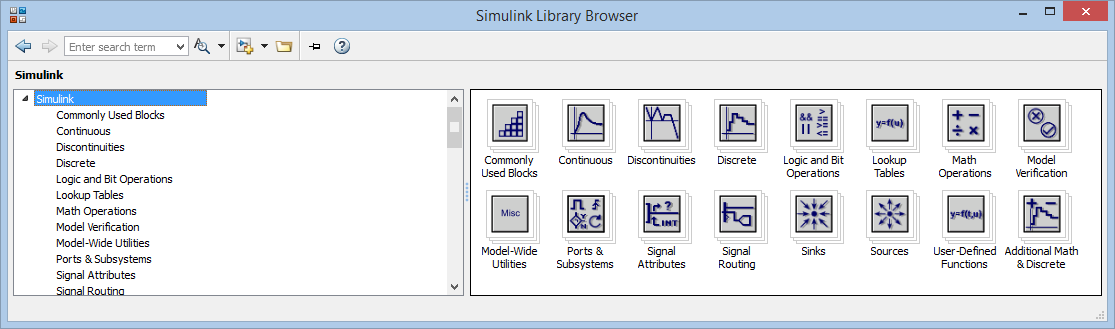 Simulink Library Browser
Enter search term
Simulink
Simulink
Commonly Used Blocks
Continuous
Discontinuities
Discrete
Logic and Bit Operations
Lookup Tables
Math Operations
Model Verification
Model-Wide Utilities
Ports & Subsystems
Signal Attributes
Signal Routing
&& >
|| ==
>=
<=
y=f(u)
+ −
÷ ×
Commonly
Used Blocks
Continuous
Discontinuities
Discrete
Logic and Bit
Operations
Lookup
Tables
Math
Operations
Model
Verification
Misc
?
INT
y=f(t,u)
+ −
Model-Wide
Utilities
Ports &
Subsystems
Signal
Attributes
Signal
Routing
Sinks
Sources
User-Defined
Functions
Additional Math
& Discrete